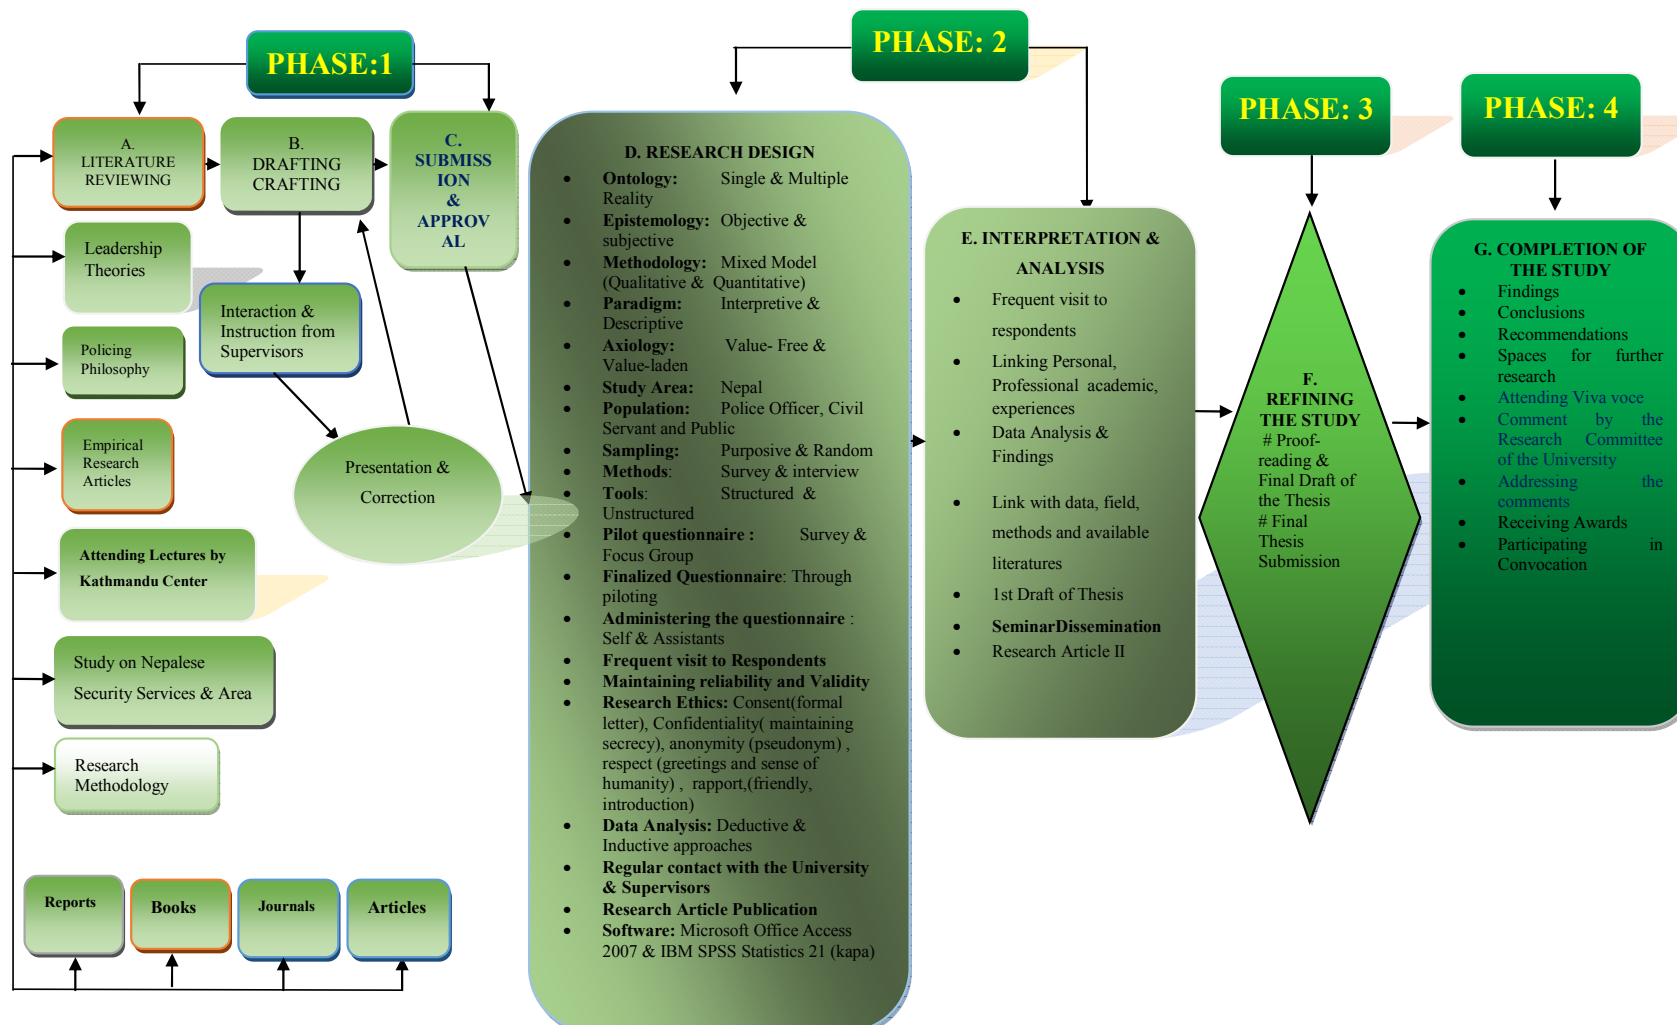 PHASE:1
A.
LITERATURE
REVIEWING
B.
DRAFTING
CRAFTING
C.
SUBMISS
ION
&
APPROV
AL
Leadership
Theories
Interaction &
Instruction from
Supervisors
Policing
Philosophy
Empirical
Research
Articles
Presentation &
Correction
Attending Lectures by
Kathmandu Center
Study on Nepalese
Security Services & Area
Research
Methodology
Reports
Books
Journals
Articles
PHASE: 2
D. RESEARCH DESIGN
• Ontology: Single & Multiple
Reality
• Epistemology: Objective &
subjective
• Methodology: Mixed Model
(Qualitative & Quantitative)
• Paradigm: Interpretive &
Descriptive
• Axiology: Value- Free &
Value-laden
• Study Area: Nepal
• Population: Police Officer, Civil
Servant and Public
• Sampling: Purposive & Random
• Methods: Survey & interview
• Tools: Structured &
Unstructured
• Pilot questionnaire : Survey &
Focus Group
• Finalized Questionnaire: Through
piloting
• Administering the questionnaire :
Self & Assistants
• Frequent visit to Respondents
• Maintaining reliability and Validity
• Research Ethics: Consent(formal
letter), Confidentiality( maintaining
secrecy), anonymity (pseudonym) ,
respect (greetings and sense of
humanity) , rapport,(friendly,
introduction)
• Data Analysis: Deductive &
Inductive approaches
• Regular contact with the University
& Supervisors
• Research Article Publication
• Software: Microsoft Office Access
2007 & IBM SPSS Statistics 21 (kapa)
E. INTERPRETATION &
ANALYSIS
• Frequent visit to
respondents
• Linking Personal,
Professional academic,
experiences
• Data Analysis &
Findings
• Link with data, field,
methods and available
literatures
• 1st Draft of Thesis
• SeminarDissemination
• Research Article II
PHASE: 3
F.
REFINING
THE STUDY
# Proof-
reading &
Final Draft of
the Thesis
# Final
Thesis
Submission
PHASE: 4
G. COMPLETION OF
THE STUDY
• Findings
• Conclusions
• Recommendations
• Spaces for further
research
• Attending Viva voce
• Comment by the
Research Committee
of the University
• Addressing the
comments
• Receiving Awards
• Participating in
Convocation